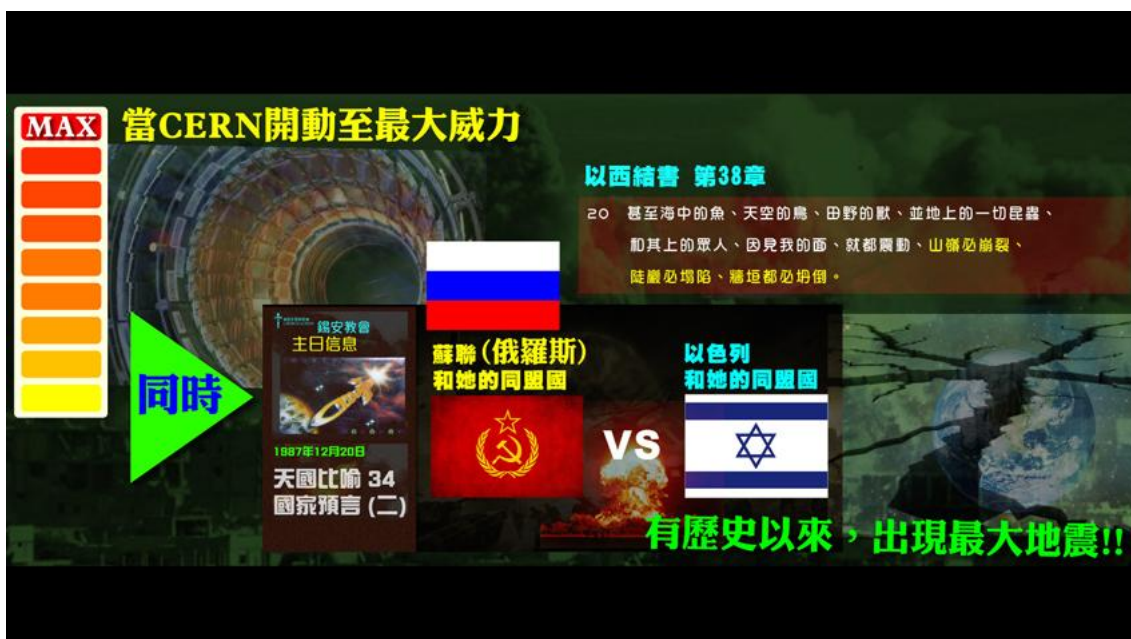 MAX
當CERN開動至最大威力
以西結書 第38章
20 甚至海中的魚、天空的鳥、田野的獸、並地上的一切昆蟲、
和其上的眾人、因見我的面、就都震動、山嶺必崩裂、
陡巖必塌陷、牆垣都必坍倒。
同時
錫安教會
主日信息
1987年12月20日
天國比喻 34
國家預言 (二)
蘇聯(俄羅斯)
和她的同盟國
VS
以色列
和她的同盟國
有歷史以來，出現最大地震!!